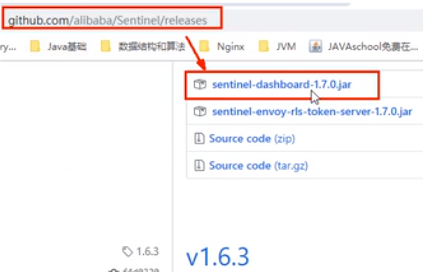 github.com/alibaba/Sentinel/releases
ry... Java基础 数据结构和算法 Nginx JVM JAVAschool免费在...
sentinel-dashboard-1.7.0.jar
sentinel-envoy-rls-token-server-1.7.0.jar
Source code (zip)
Source code (tar.gz)
1.6.3
v1.6.3